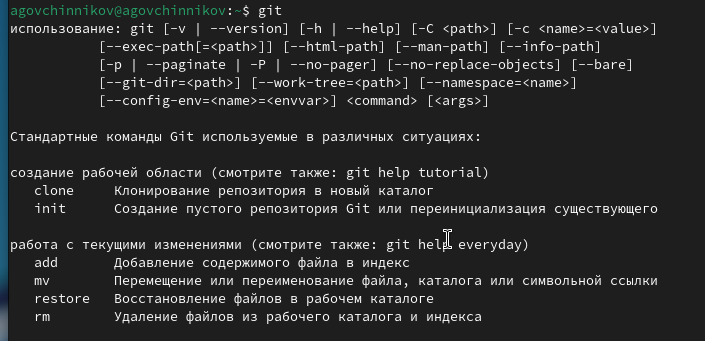 agovchinnikov@agovchinnikov:~$ git
использование: git [-v | --version] [-h | --help] [-C <path>] [-c <name>=<value>]
[--exec-path[=<path>]] [--html-path] [--man-path] [--info-path]
[-p | --paginate | -P | --no-pager] [--no-replace-objects] [--bare]
[--git-dir=<path>] [--work-tree=<path>] [--namespace=<name>]
[--config-env=<name>=<envvar>] <command> [<args>]
Стандартные команды Git используемые в различных ситуациях:
создание рабочей области (смотрите также: git help tutorial)
clone Клонирование репозитория в новый каталог
init Создание пустого репозитория Git или переинициализация существующего
работа с текущими изменениями (смотрите также: git help everyday)
add Добавление содержимого файла в индекс
mv Перемещение или переименование файла, каталога или символьной ссылки
restore Восстановление файлов в рабочем каталоге
rm Удаление файлов из рабочего каталога и индекса